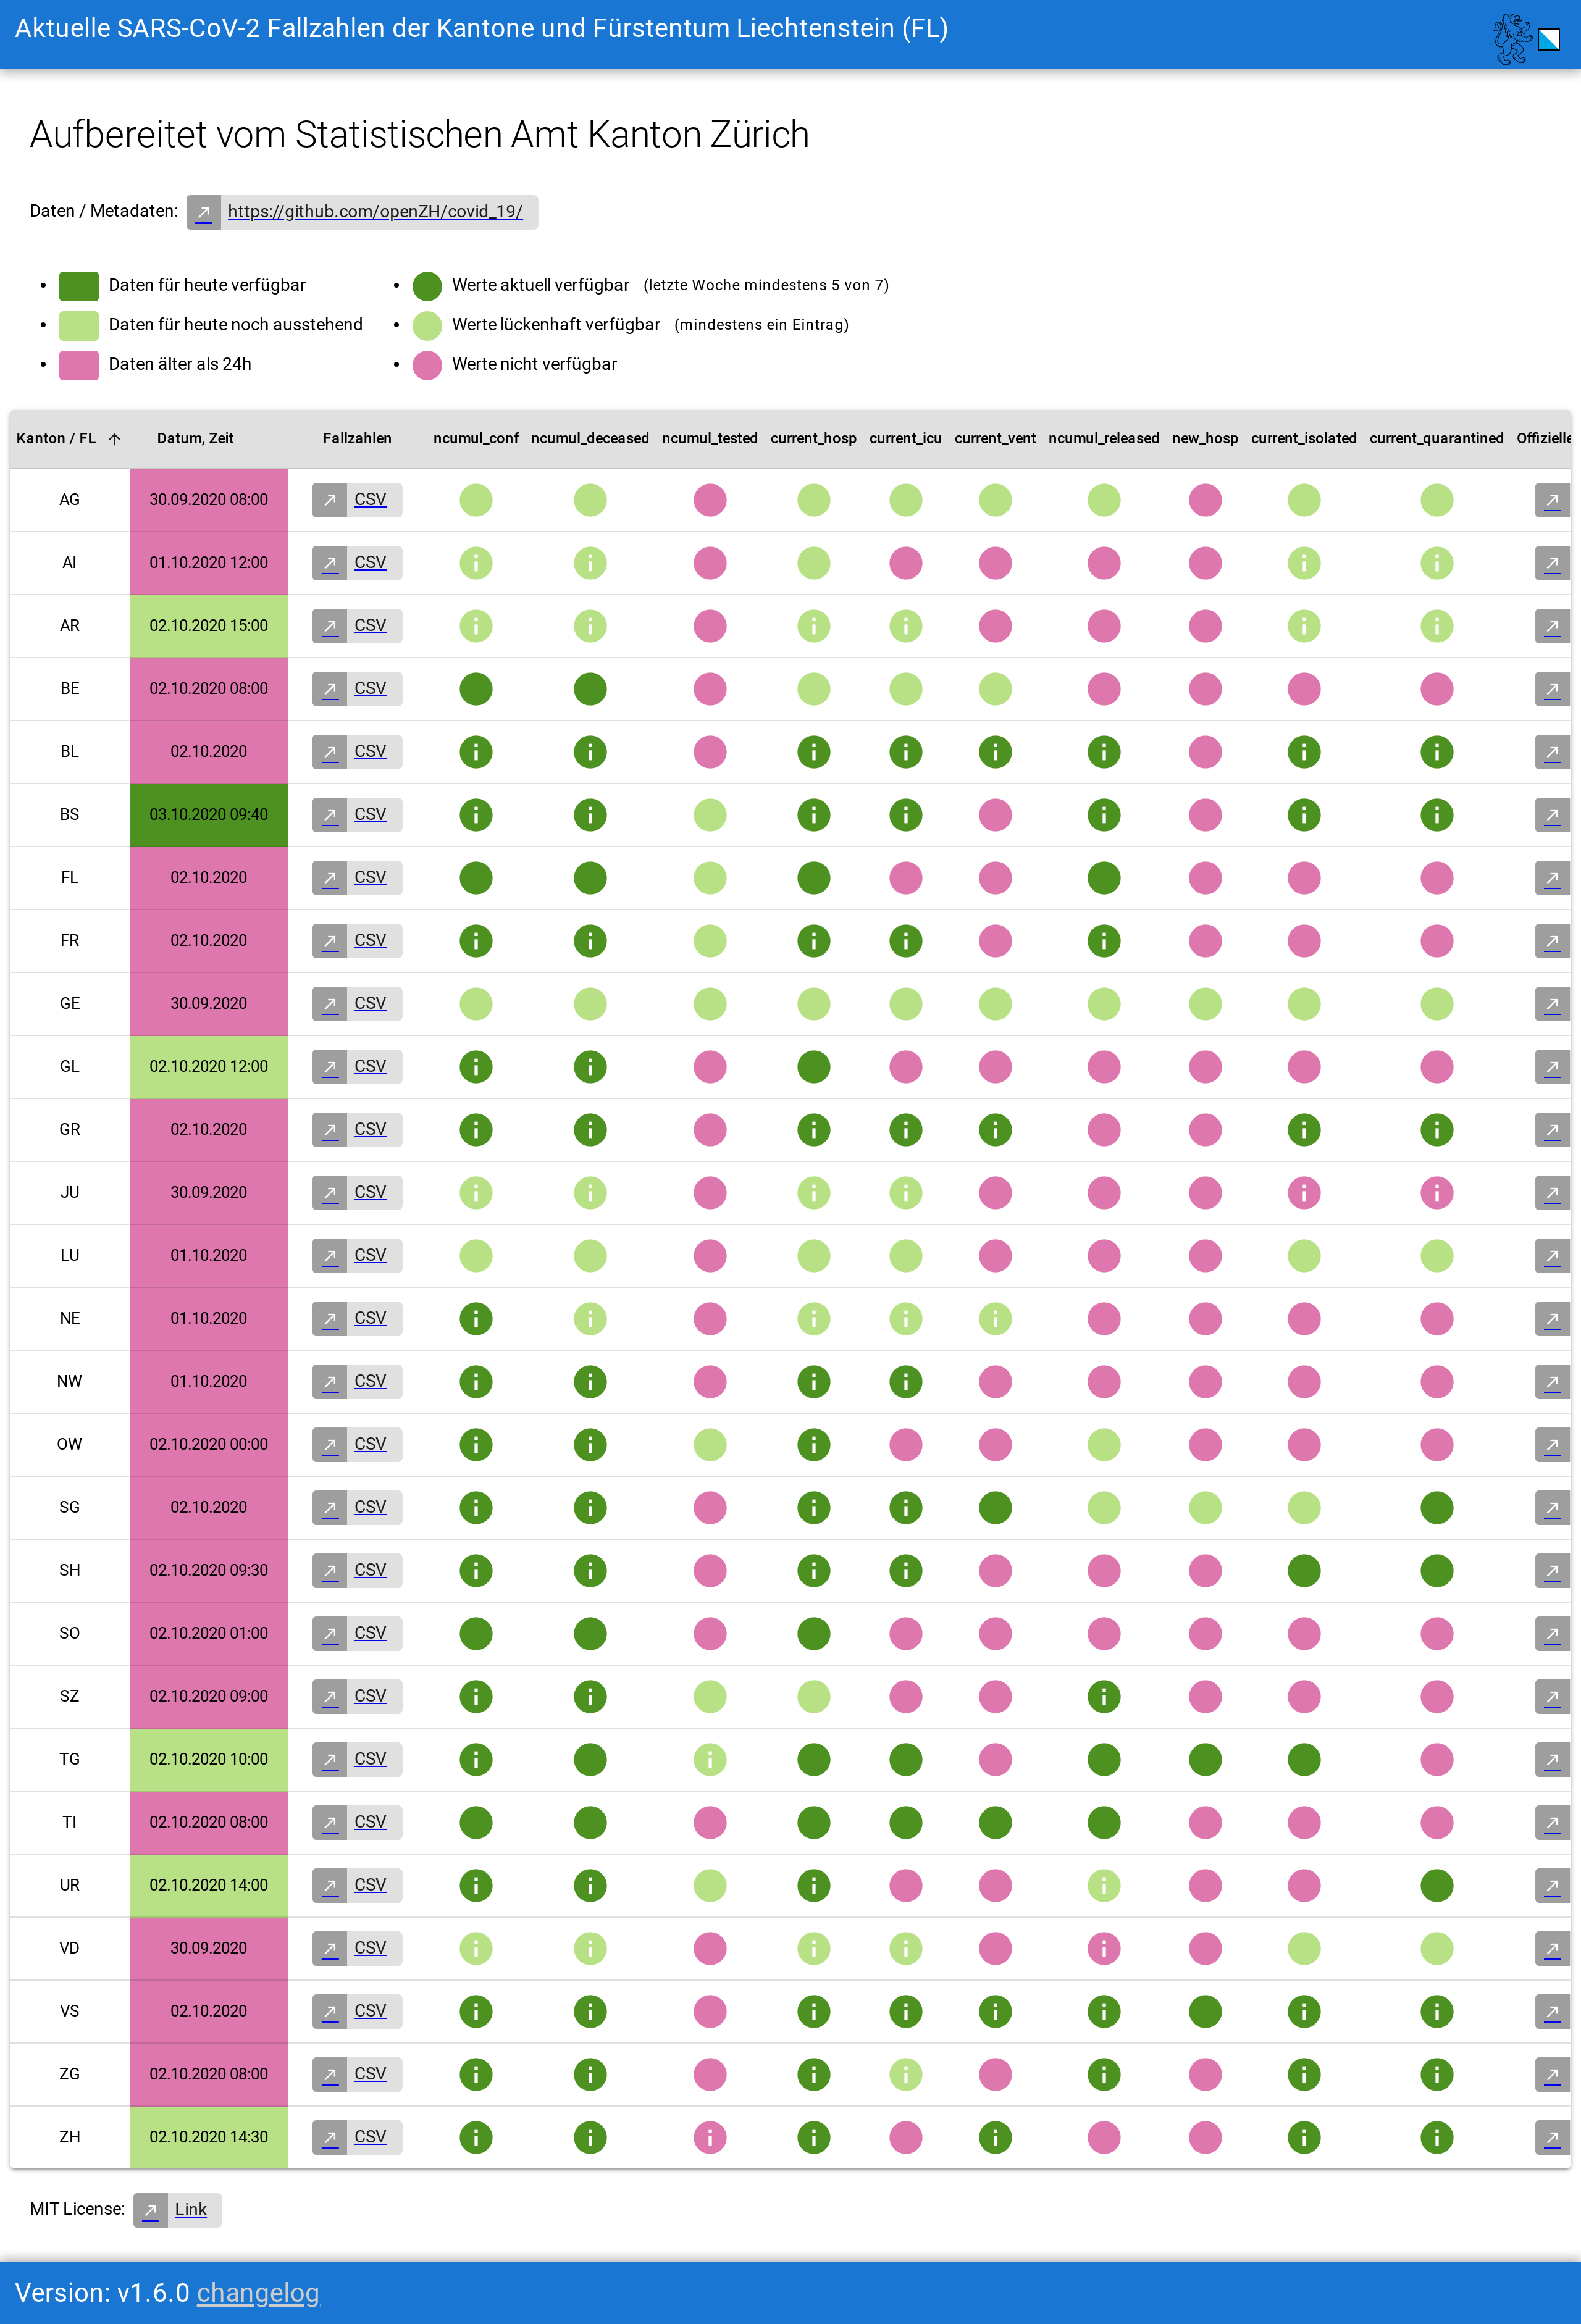 Aktuelle SARS-CoV-2 Fallzahlen der Kantone und Fürstentum Liechtenstein (FL)
Aufbereitet vom Statistischen Amt Kanton Zürich
Daten / Metadaten: https://github.com/openZH/covid_19/
Daten für heute verfügbar
Daten für heute noch ausstehend
Daten älter als 24h
Werte aktuell verfügbar (letzte Woche mindestens 5 von 7)
Werte lückenhaft verfügbar (mindestens ein Eintrag)
Werte nicht verfügbar
Kanton / FL Datum, Zeit Fallzahlen ncumul_conf ncumul_deceased ncumul_tested current_hosp current_icu current_vent ncumul_released new_hosp current_isolated current_quarantined Offizielle
AG 30.09.2020 08:00 CSV
AI 01.10.2020 12:00 CSV
AR 02.10.2020 15:00 CSV
BE 02.10.2020 08:00 CSV
BL 02.10.2020 CSV
BS 03.10.2020 09:40 CSV
FL 02.10.2020 CSV
FR 02.10.2020 CSV
GE 30.09.2020 CSV
GL 02.10.2020 12:00 CSV
GR 02.10.2020 CSV
JU 30.09.2020 CSV
LU 01.10.2020 CSV
NE 01.10.2020 CSV
NW 01.10.2020 CSV
OW 02.10.2020 00:00 CSV
SG 02.10.2020 CSV
SH 02.10.2020 09:30 CSV
SO 02.10.2020 01:00 CSV
SZ 02.10.2020 09:00 CSV
TG 02.10.2020 10:00 CSV
TI 02.10.2020 08:00 CSV
UR 02.10.2020 14:00 CSV
VD 30.09.2020 CSV
VS 02.10.2020 CSV
ZG 02.10.2020 08:00 CSV
ZH 02.10.2020 14:30 CSV
MIT License: Link
Version: v1.6.0 changelog